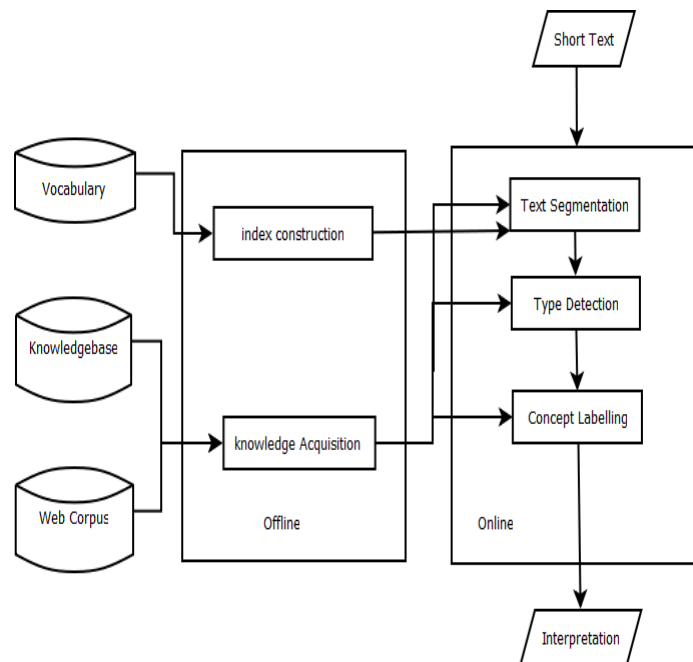 Short Text
Vocabulary
index construction
Text Segmentation
Type Detection
Knowledgebase
Concept Labelling
knowledge Acquisition
Web Corpus
Offline
Online
Interpretation